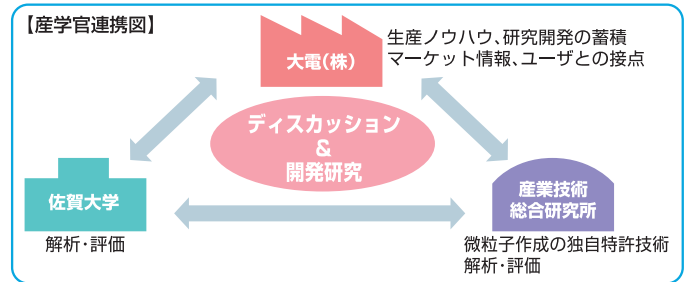 【産学官連携図】
大電(株)
生産ノウハウ、研究開発の蓄積
マーケット情報、ユーザとの接点
ディスカッション
&
開発研究
佐賀大学
解析・評価
産業技術
総合研究所
微粒子作成の独自特許技術
解析・評価